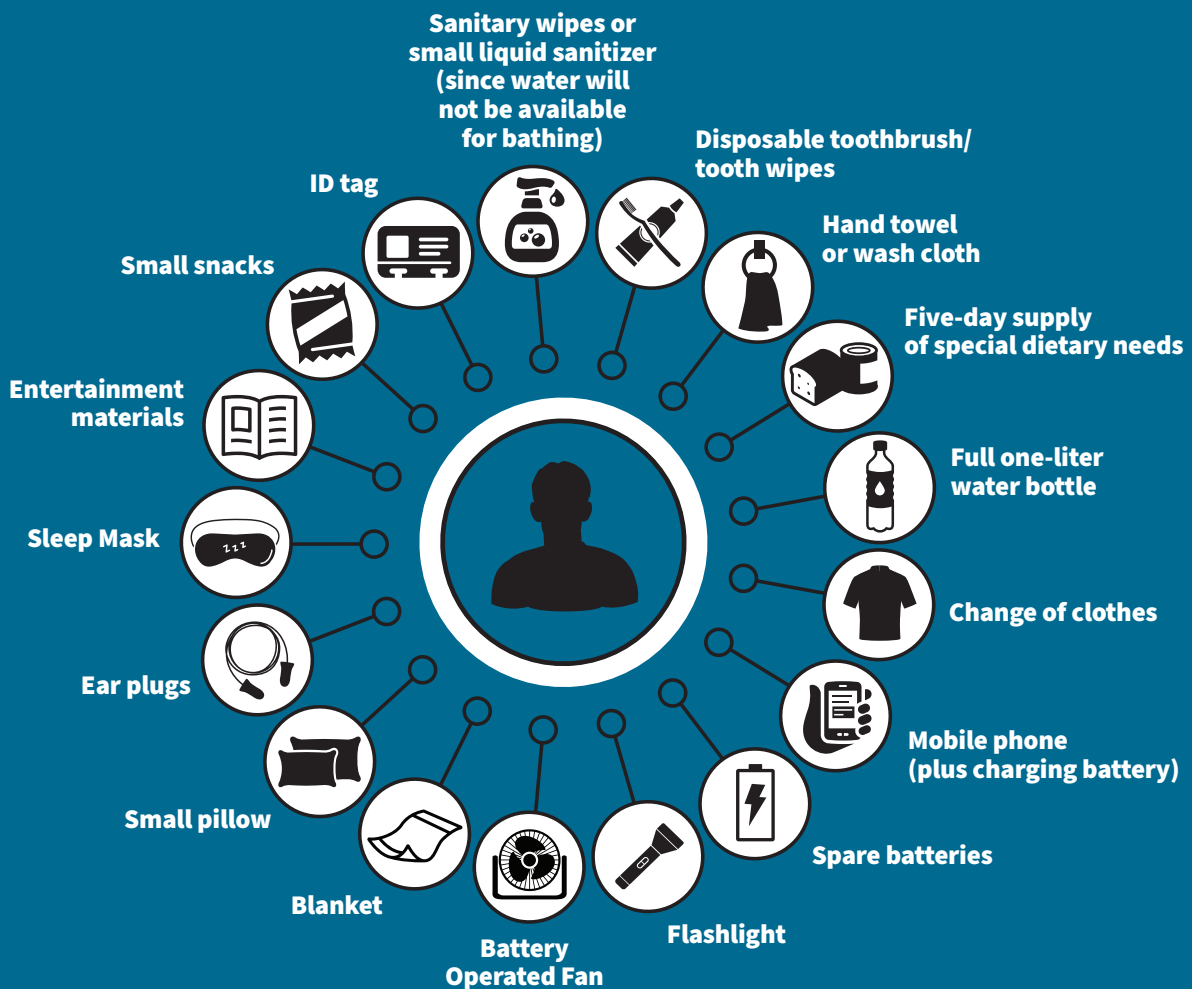 Sanitary wipes or
small liquid sanitizer
(since water will
not be available
for bathing)
Disposable toothbrush/
tooth wipes
Hand towel
or wash cloth
Five-day supply
of special dietary needs
Full one-liter
water bottle
Change of clothes
Mobile phone
(plus charging battery)
Spare batteries
Flashlight
Battery
Operated Fan
Blanket
Small pillow
Ear plugs
Sleep Mask
z z z
Entertainment
materials
Small snacks
ID tag